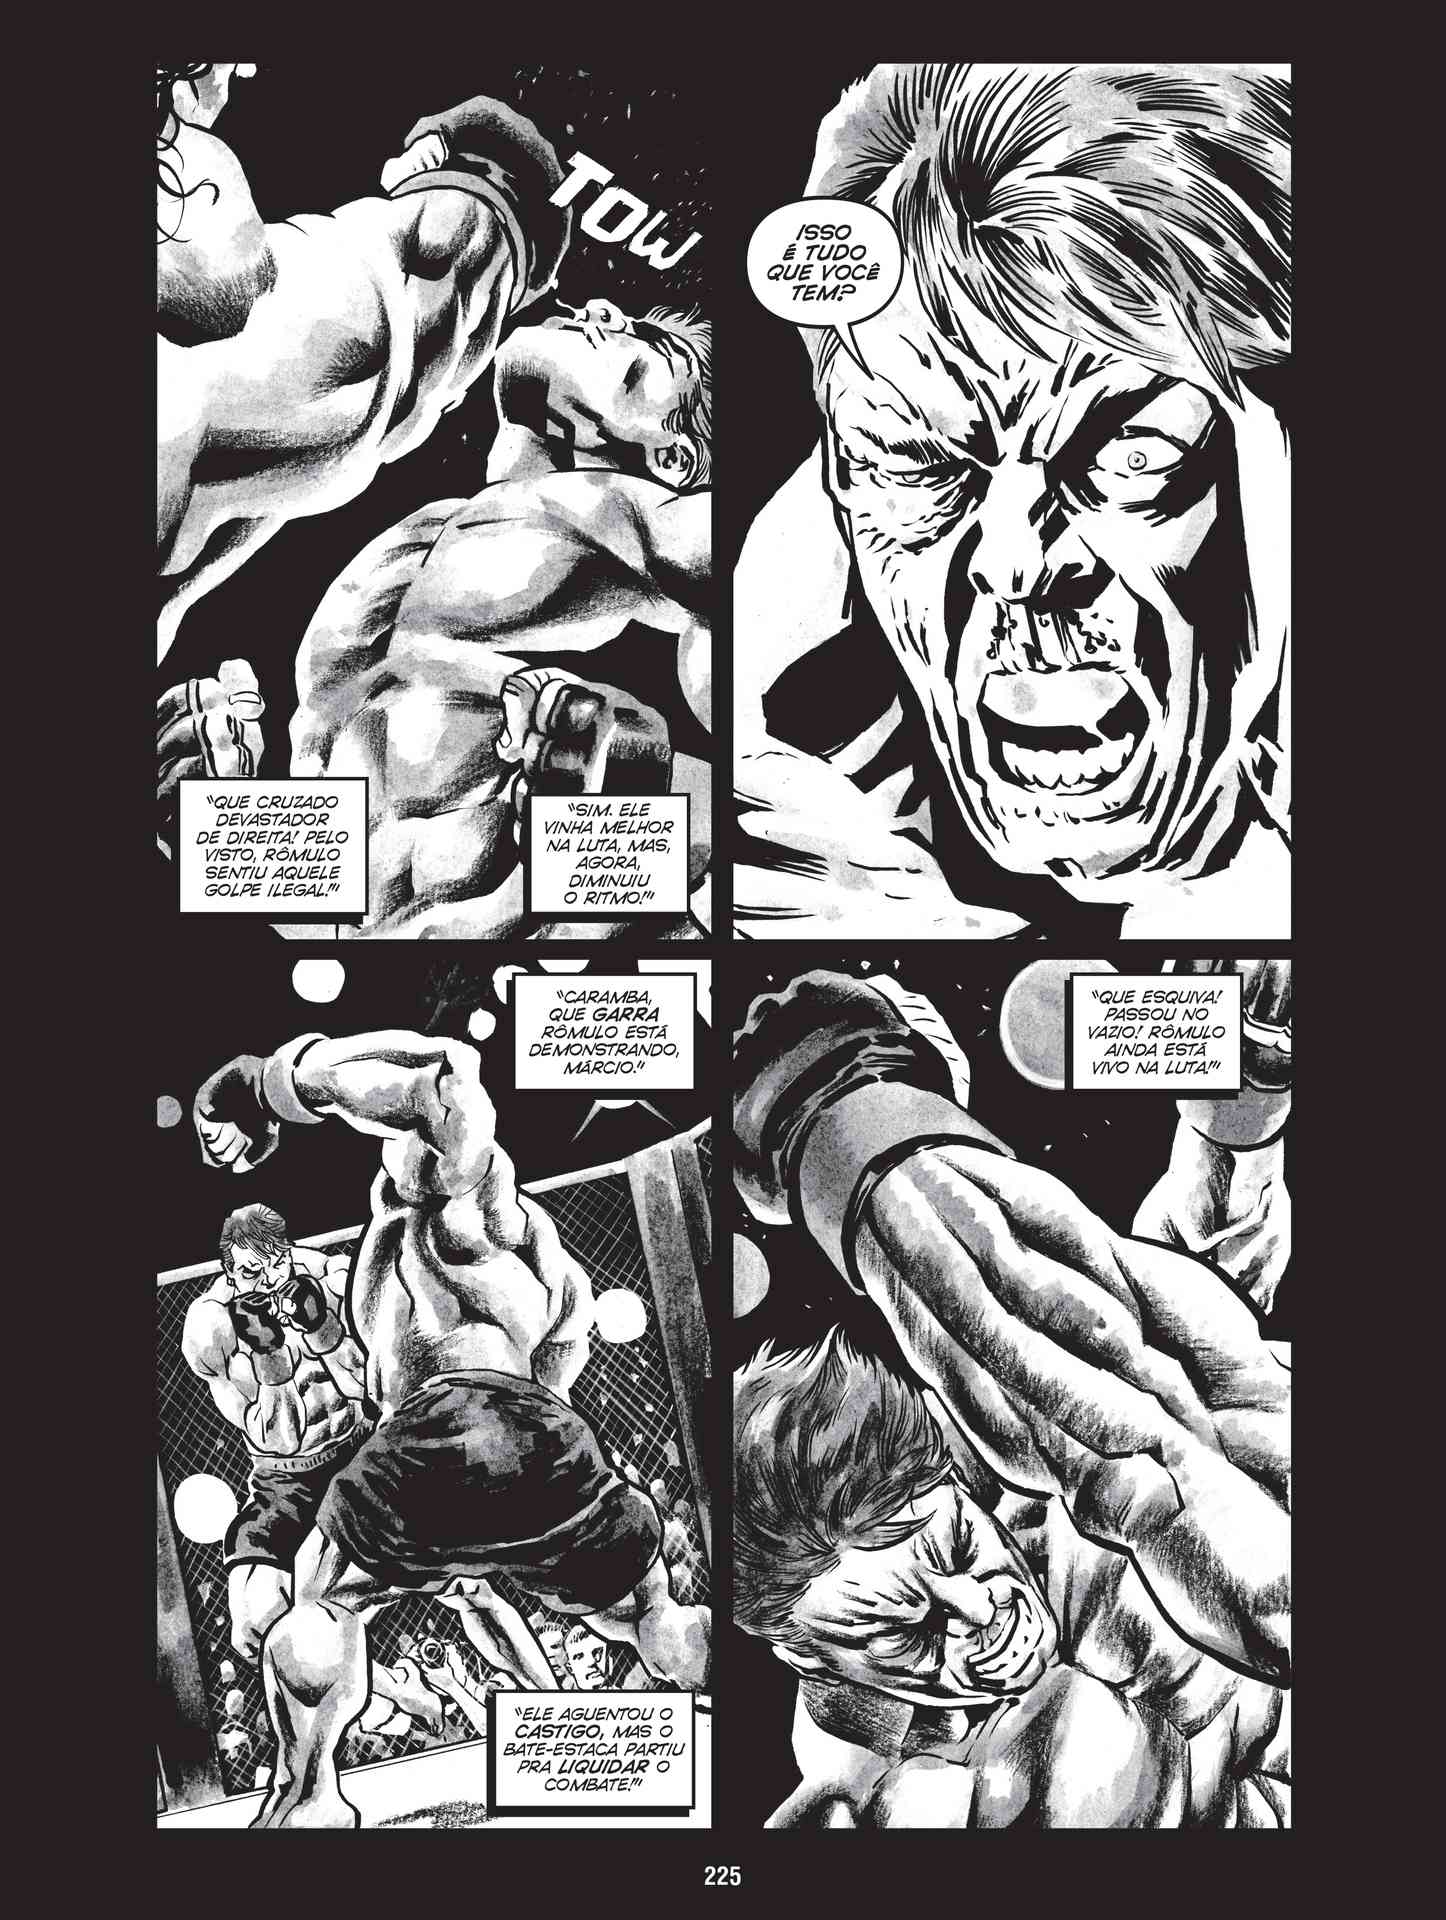 TOW
"QUE CRUZADO
DEVASTADOR
DE DIREITA! PELO
VISTO, RÔMULO
SENTIU AQUELE
GOLPE ILEGAL!"
"SIM. ELE
VINHA MELHOR
NA LUTA, MAS,
AGORA,
DIMINUIU
O RITMO!"
ISSO
É TUDO
QUE VOCÊ
TEM?
"CARAMBA,
QUE GARRA
RÔMULO ESTÁ
DEMONSTRANDO,
MÁRCIO."
"ELE AGUENTOU O
CASTIGO, MAS O
BATE-ESTACA PARTIU
PRA LIQUIDAR O
COMBATE!"
"QUE ESQUIVA!
PASSOU NO
VAZIO! RÔMULO
AINDA ESTÁ
VIVO NA LUTA!"
225